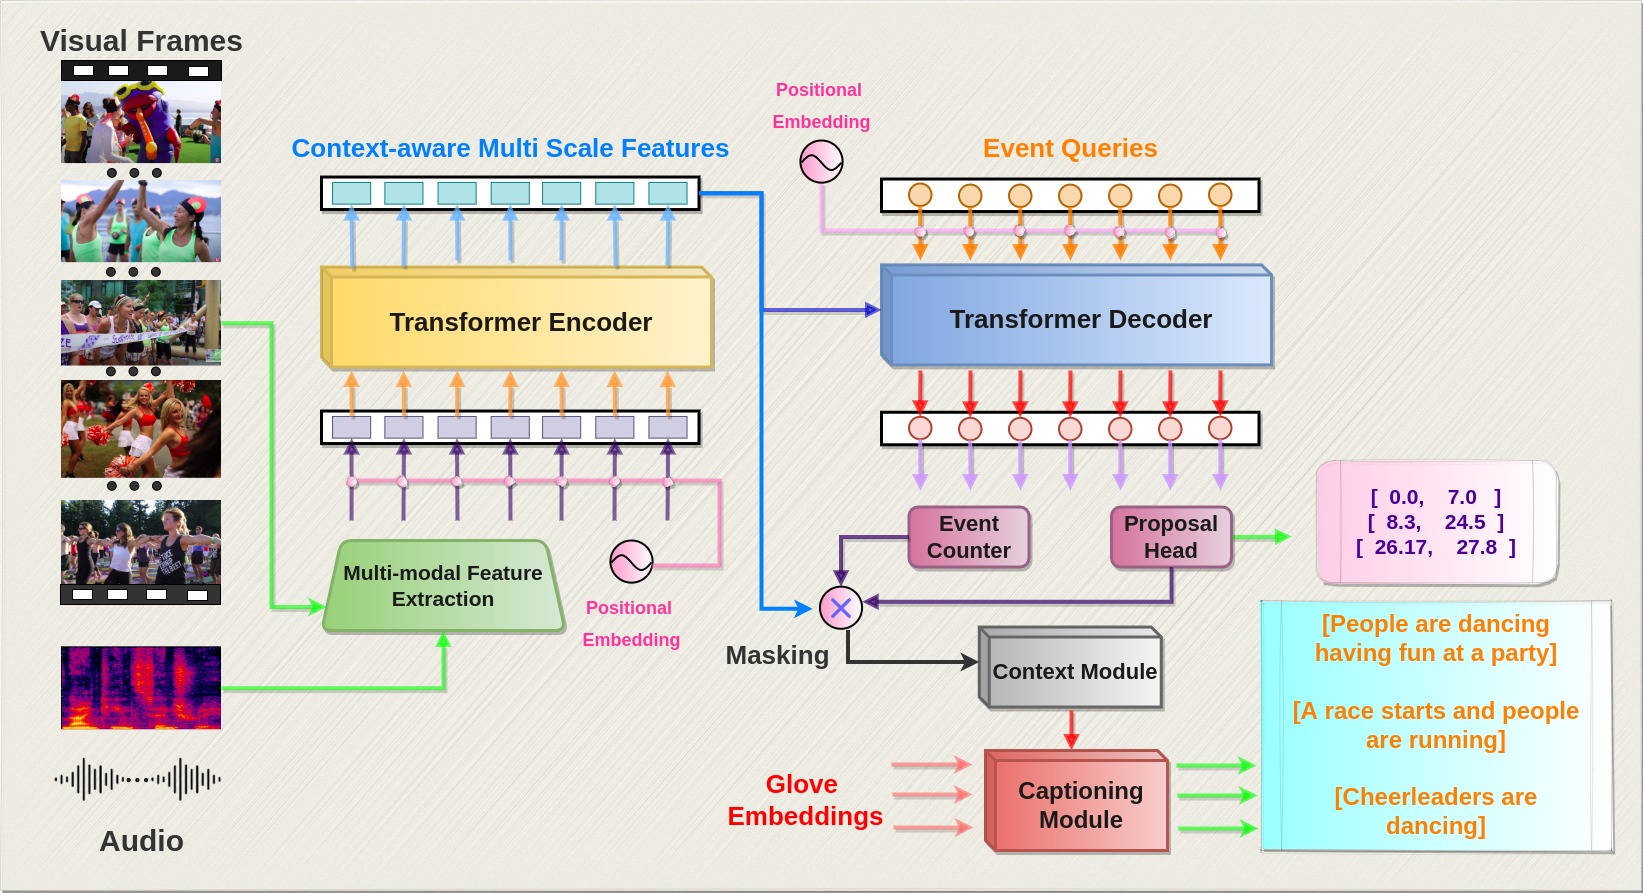 Visual Frames
Positional
Embedding
Context-aware Multi Scale Features
Event Queries
Transformer Encoder
Transformer Decoder
Event
Counter
Proposal
Head
[ 0.0, 7.0 ]
[ 8.3, 24.5 ]
[ 26.17, 27.8 ]
Multi-modal Feature
Extraction
Positional
Embedding
Masking
Context Module
[People are dancing
having fun at a party]
[A race starts and people
are running]
[Cheerleaders are
dancing]
Glove
Embeddings
Captioning
Module
Audio